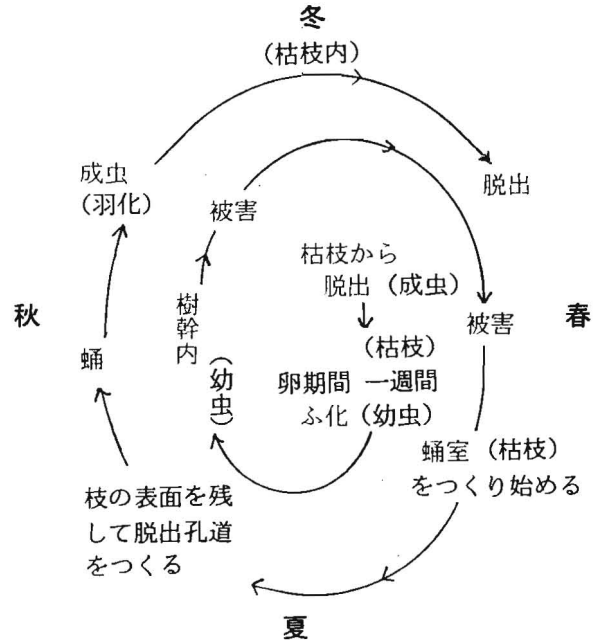 冬
(枯枝内)
成虫
(羽化)
脱出
被害
枯枝から
脱出(成虫)
樹幹内
秋
春
被害
蛹
(枯枝)
(幼虫)
卵期間 一週間
ふ化(幼虫)
蛹室(枯枝)
をつくり始める
枝の表面を残
して脱出孔道
をつくる
夏